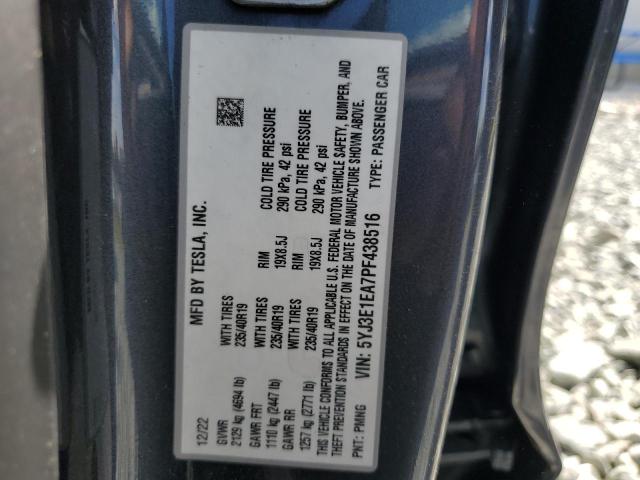 MFD BY TESLA, INC.
12/22
GVWR WITH TIRES RIM COLD TIRE PRESSURE
2129 kg (4694 lb) 235/40R19 19X8.5J 290 kPa, 42 psi
GAWR FRT WITH TIRES RIM COLD TIRE PRESSURE
1110 kg (2447 lb) 235/40R19 19X8.5J 290 kPa, 42 psi
GAWR RR
1257 kg (2771 lb) 235/40R19
THIS VEHICLE CONFORMS TO ALL APPLICABLE U.S. FEDERAL MOTOR VEHICLE SAFETY, BUMPER, AND
THEFT PREVENTION STANDARDS IN EFFECT ON THE DATE OF MANUFACTURE SHOWN ABOVE.
VIN: 5YJ3E1EA7PF438516 TYPE: PASSENGER CAR
PNT: PMNG